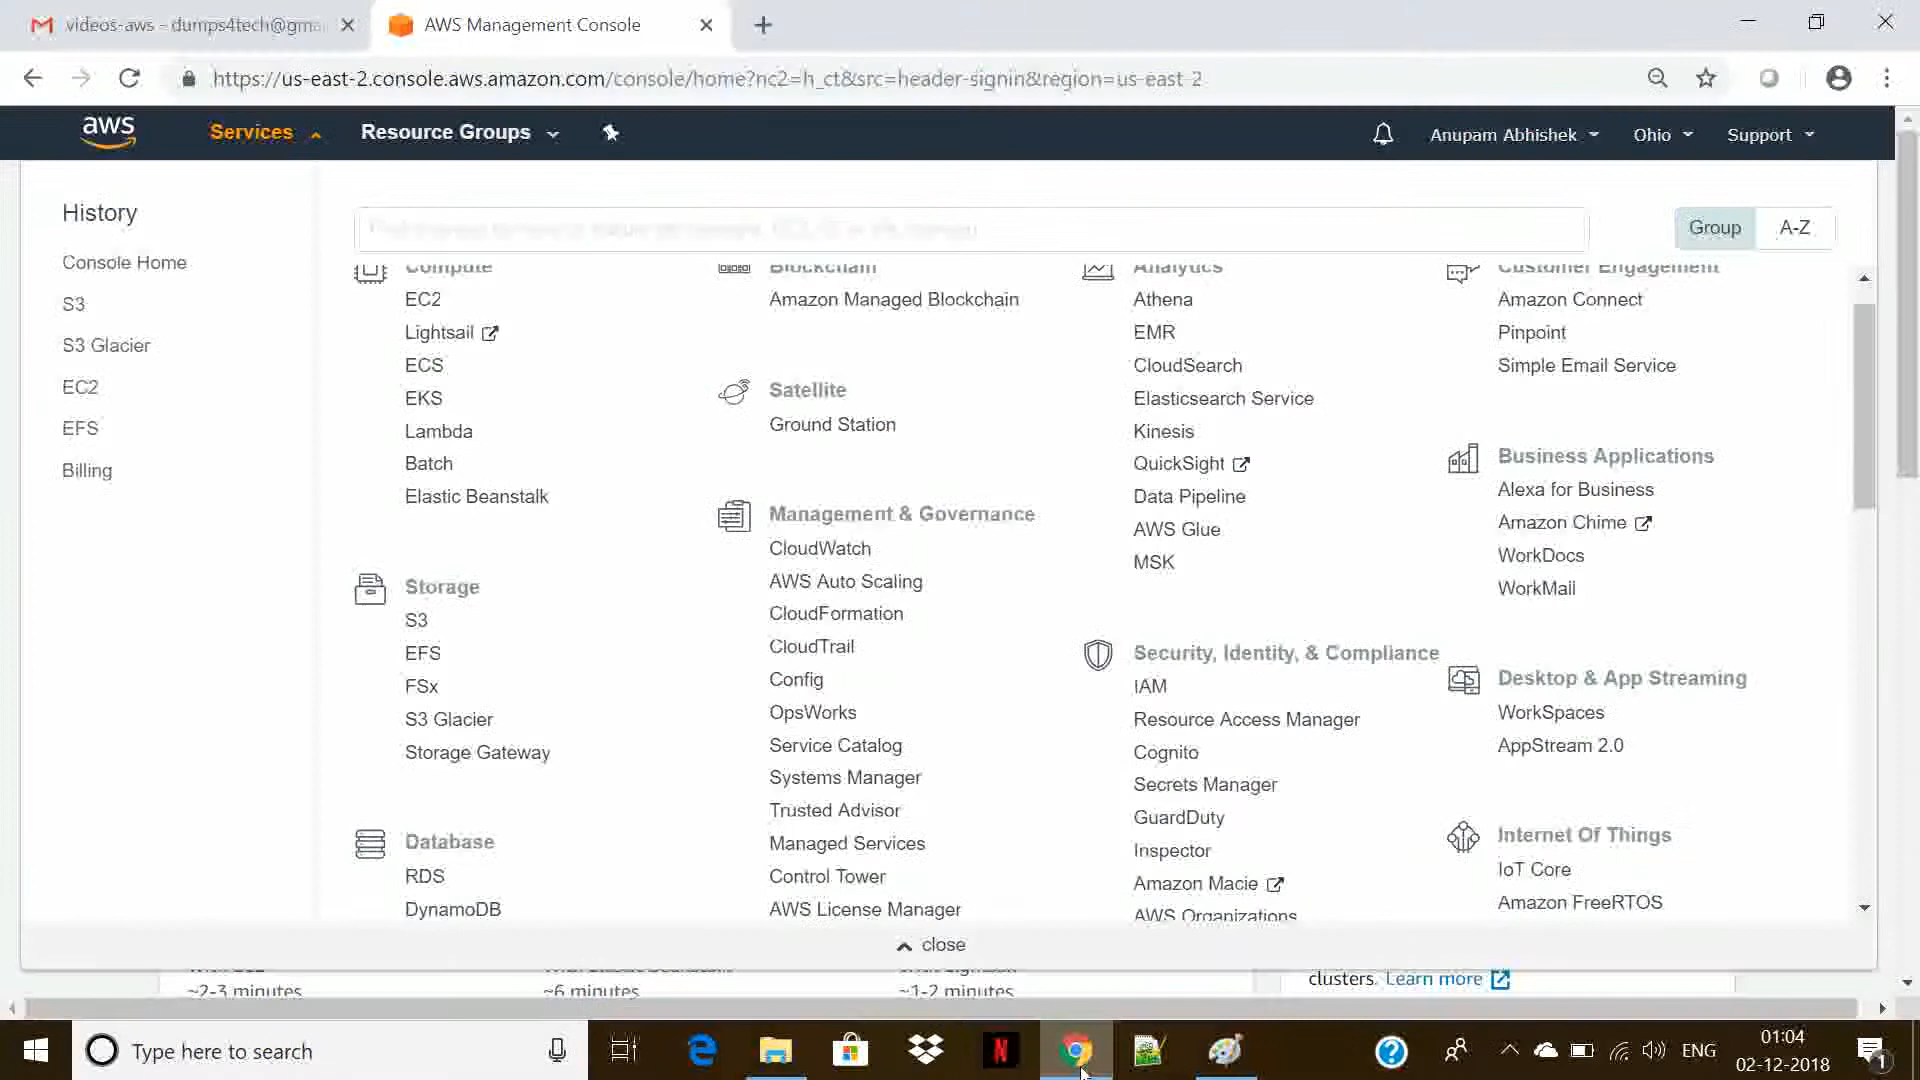 videos-aws - dumps4tech@gma
AWS Management Console
https://us-east-2.console.aws.amazon.com/console/home?nc2=h_ct&src=header-signin&region=us-east-2
aws
Services
Resource Groups
Anupam Abhishek
Ohio
Support
History
Console Home
S3
S3 Glacier
EC2
EFS
Billing
Group
A-Z
Compute
EC2
Lightsail
ECS
EKS
Lambda
Batch
Elastic Beanstalk
Storage
S3
EFS
FSx
S3 Glacier
Storage Gateway
Database
RDS
DynamoDB
Blockchain
Amazon Managed Blockchain
Satellite
Ground Station
Management & Governance
CloudWatch
AWS Auto Scaling
CloudFormation
CloudTrail
Config
OpsWorks
Service Catalog
Systems Manager
Trusted Advisor
Managed Services
Control Tower
AWS License Manager
Analytics
Athena
EMR
CloudSearch
Elasticsearch Service
Kinesis
QuickSight
Data Pipeline
AWS Glue
MSK
Security, Identity, & Compliance
IAM
Resource Access Manager
Cognito
Secrets Manager
GuardDuty
Inspector
Amazon Macie
AWS Organizations
Customer Engagement
Amazon Connect
Pinpoint
Simple Email Service
Business Applications
Alexa for Business
Amazon Chime
WorkDocs
WorkMail
Desktop & App Streaming
WorkSpaces
AppStream 2.0
Internet Of Things
IoT Core
Amazon FreeRTOS
close
~2-3 minutes
~6 minutes
~1-2 minutes
clusters. Learn more
Type here to search
ENG
01:04
02-12-2018
1